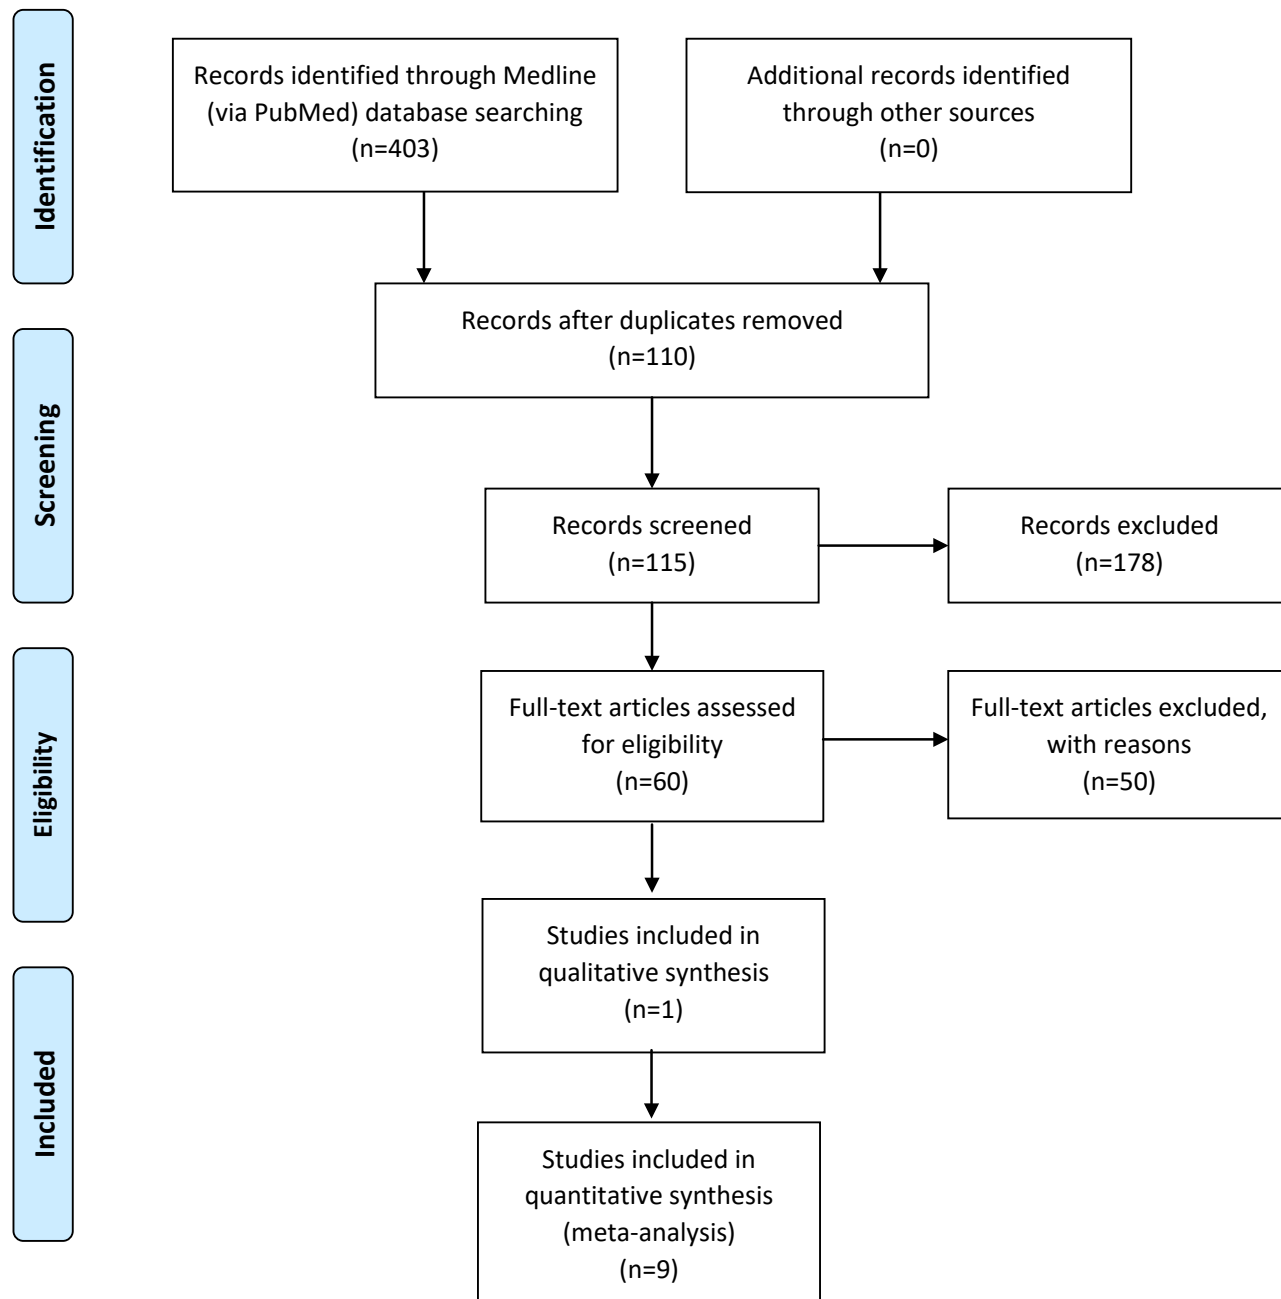 Identification
Records identified through Medline
(via PubMed) database searching
(n=403)
Additional records identified
through other sources
(n=0)
Records after duplicates removed
(n=110)
Screening
Records screened
(n=115)
Records excluded
(n=178)
Eligibility
Full-text articles assessed
for eligibility
(n=60)
Full-text articles excluded,
with reasons
(n=50)
Studies included in
qualitative synthesis
(n=1)
Included
Studies included in
quantitative synthesis
(meta-analysis)
(n=9)